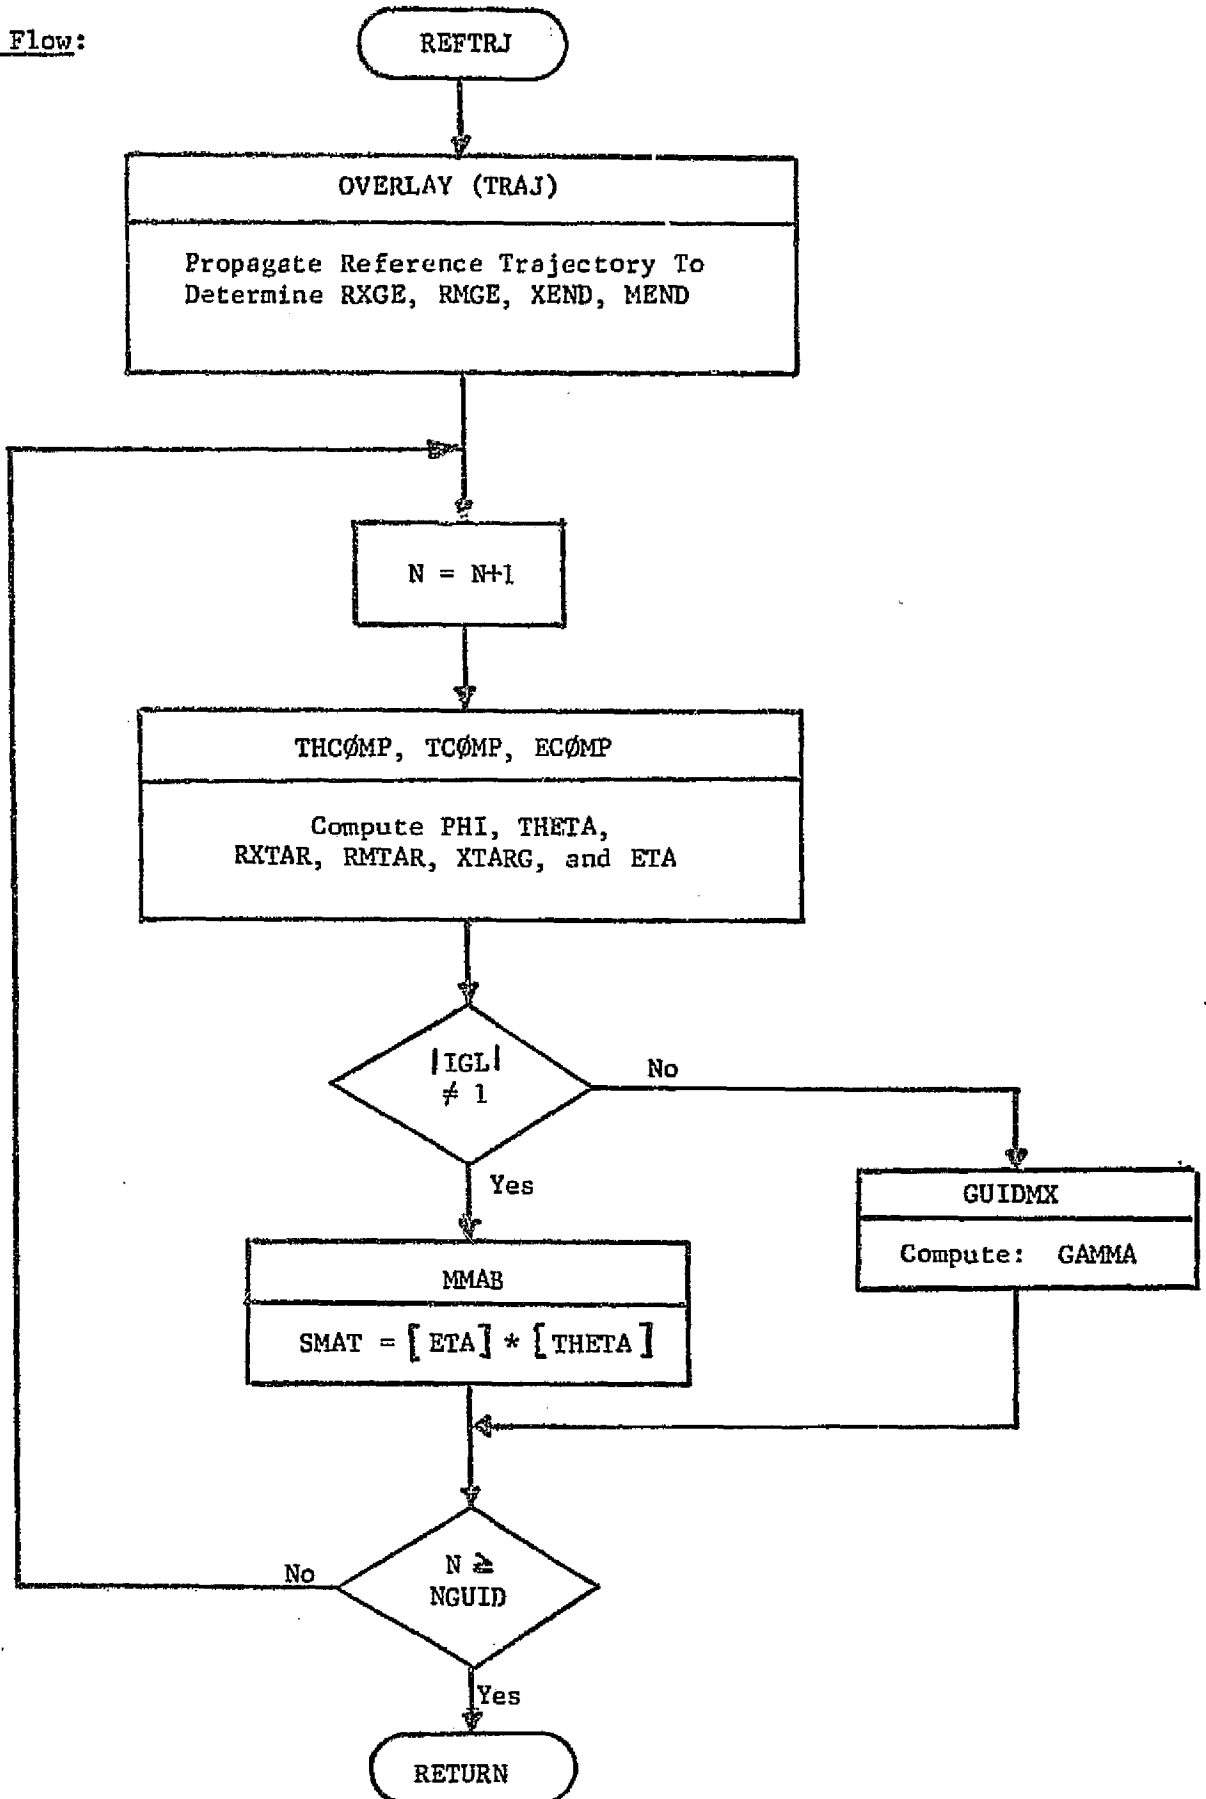 Flow:
REFTRJ
OVERLAY (TRAJ)
Propagate Reference Trajectory To
Determine RXGE, RMGE, XEND, MEND
N = N+1
THCØMP, TCØMP, ECØMP
Compute PHI, THETA,
RXTAR, RMTAR, XTARG, and ETA
|IGL|
≠ 1
No
Yes
GUIDMX
Compute: GAMMA
MMAB
SMAT = [ETA] * [THETA]
N ≧
NGUID
No
Yes
RETURN